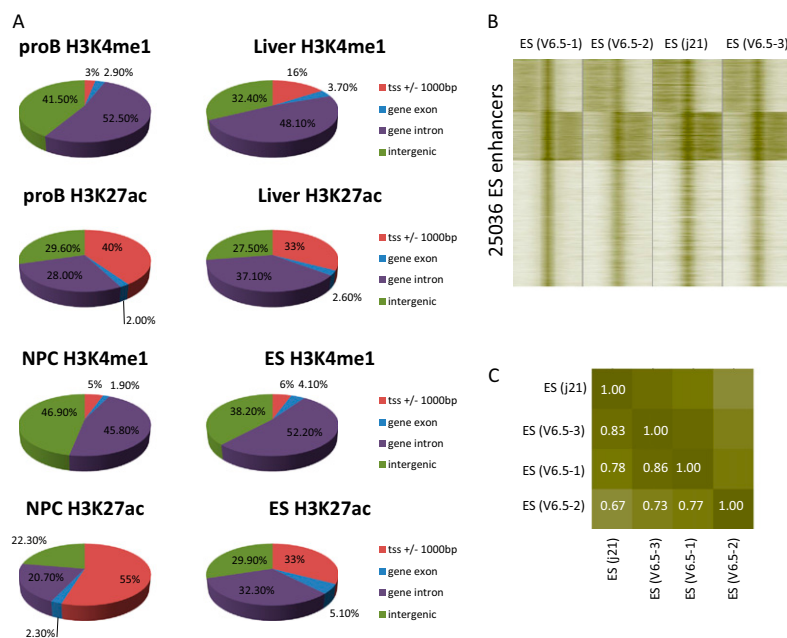 A
proB H3K4me1
3%
2.90%
41.50%
52.50%
Liver H3K4me1
16%
3.70%
32.40%
48.10%
tss +/- 1000bp
gene exon
gene intron
intergenic
proB H3K27ac
29.60%
40%
28.00%
2.00%
Liver H3K27ac
27.50%
33%
37.10%
2.60%
tss +/- 1000bp
gene exon
gene intron
intergenic
NPC H3K4me1
5%
1.90%
46.90%
45.80%
ES H3K4me1
6%
4.10%
38.20%
52.20%
tss +/- 1000bp
gene exon
gene intron
intergenic
NPC H3K27ac
22.30%
20.70%
55%
2.30%
ES H3K27ac
29.90%
33%
32.30%
5.10%
tss +/- 1000bp
gene exon
gene intron
intergenic
B
ES (V6.5-1) ES (V6.5-2) ES (j21) ES (V6.5-3)
25036 ES enhancers
C
ES (j21) 1.00
ES (V6.5-3) 0.83 1.00
ES (V6.5-1) 0.78 0.86 1.00
ES (V6.5-2) 0.67 0.73 0.77 1.00
ES (j21)
ES (V6.5-3)
ES (V6.5-1)
ES (V6.5-2)